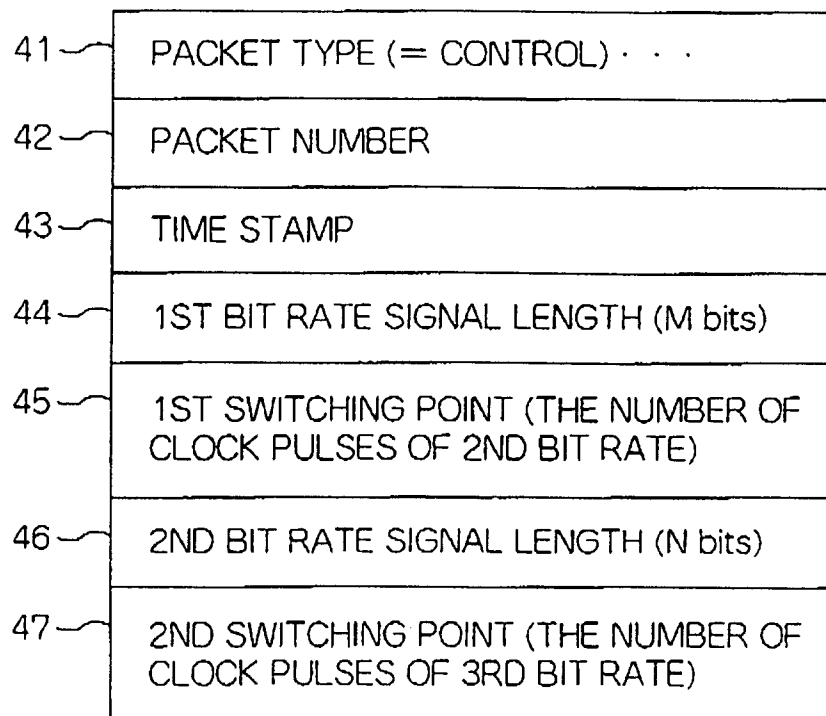 41 PACKET TYPE (= CONTROL) · · ·
42 PACKET NUMBER
43 TIME STAMP
44 1ST BIT RATE SIGNAL LENGTH (M bits)
45 1ST SWITCHING POINT (THE NUMBER OF
CLOCK PULSES OF 2ND BIT RATE)
46 2ND BIT RATE SIGNAL LENGTH (N bits)
47 2ND SWITCHING POINT (THE NUMBER OF
CLOCK PULSES OF 3RD BIT RATE)